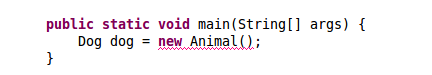 public static void main(String[] args) {
    Dog dog = new Animal();
}